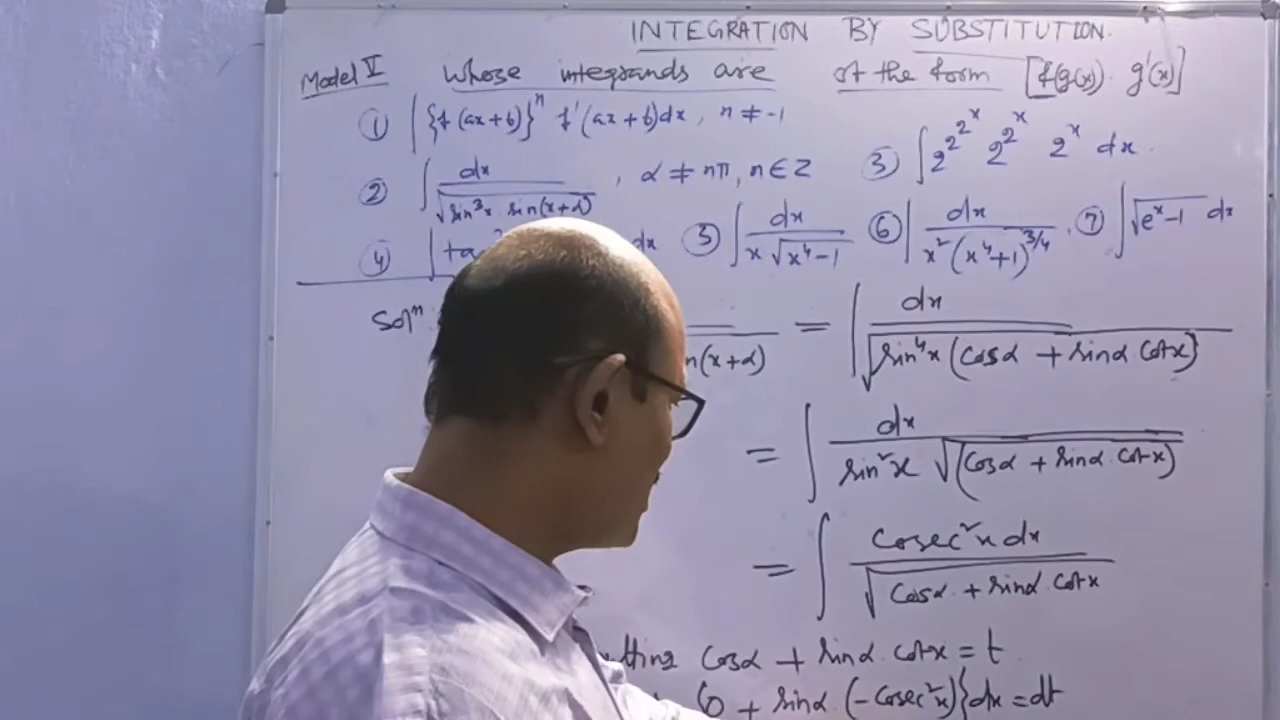 INTEGRATION BY SUBSTITUTION.
Model V whose integrands are of the form [f(g(x)) g'(x)]
① ∫{f(ax+b)}ⁿ f'(ax+b)dx, n ≠ -1
② ∫ dx / √(sin³x. sin(x+α)) , α ≠ nπ, n ∈ Z ③ ∫ 2^2^2^x 2^2^x 2^x dx.
④ ∫ dx ⑤ ∫ dx / (x √(x⁴-1)) ⑥ ∫ dx / (x²(x⁴+1)^3/4) . ⑦ ∫ √(eˣ-1) dx
Solⁿ: (x+α) = ∫ dx / √(sin⁴x (cosα + sinα cotx))
= ∫ dx / (sin²x √(cosα + sinα. cotx))
= ∫ cosec²x dx / √(cosα + sinα cotx)
cosα + sinα. cotx = t
{0 + sinα. (-cosec²x)}dx = dt